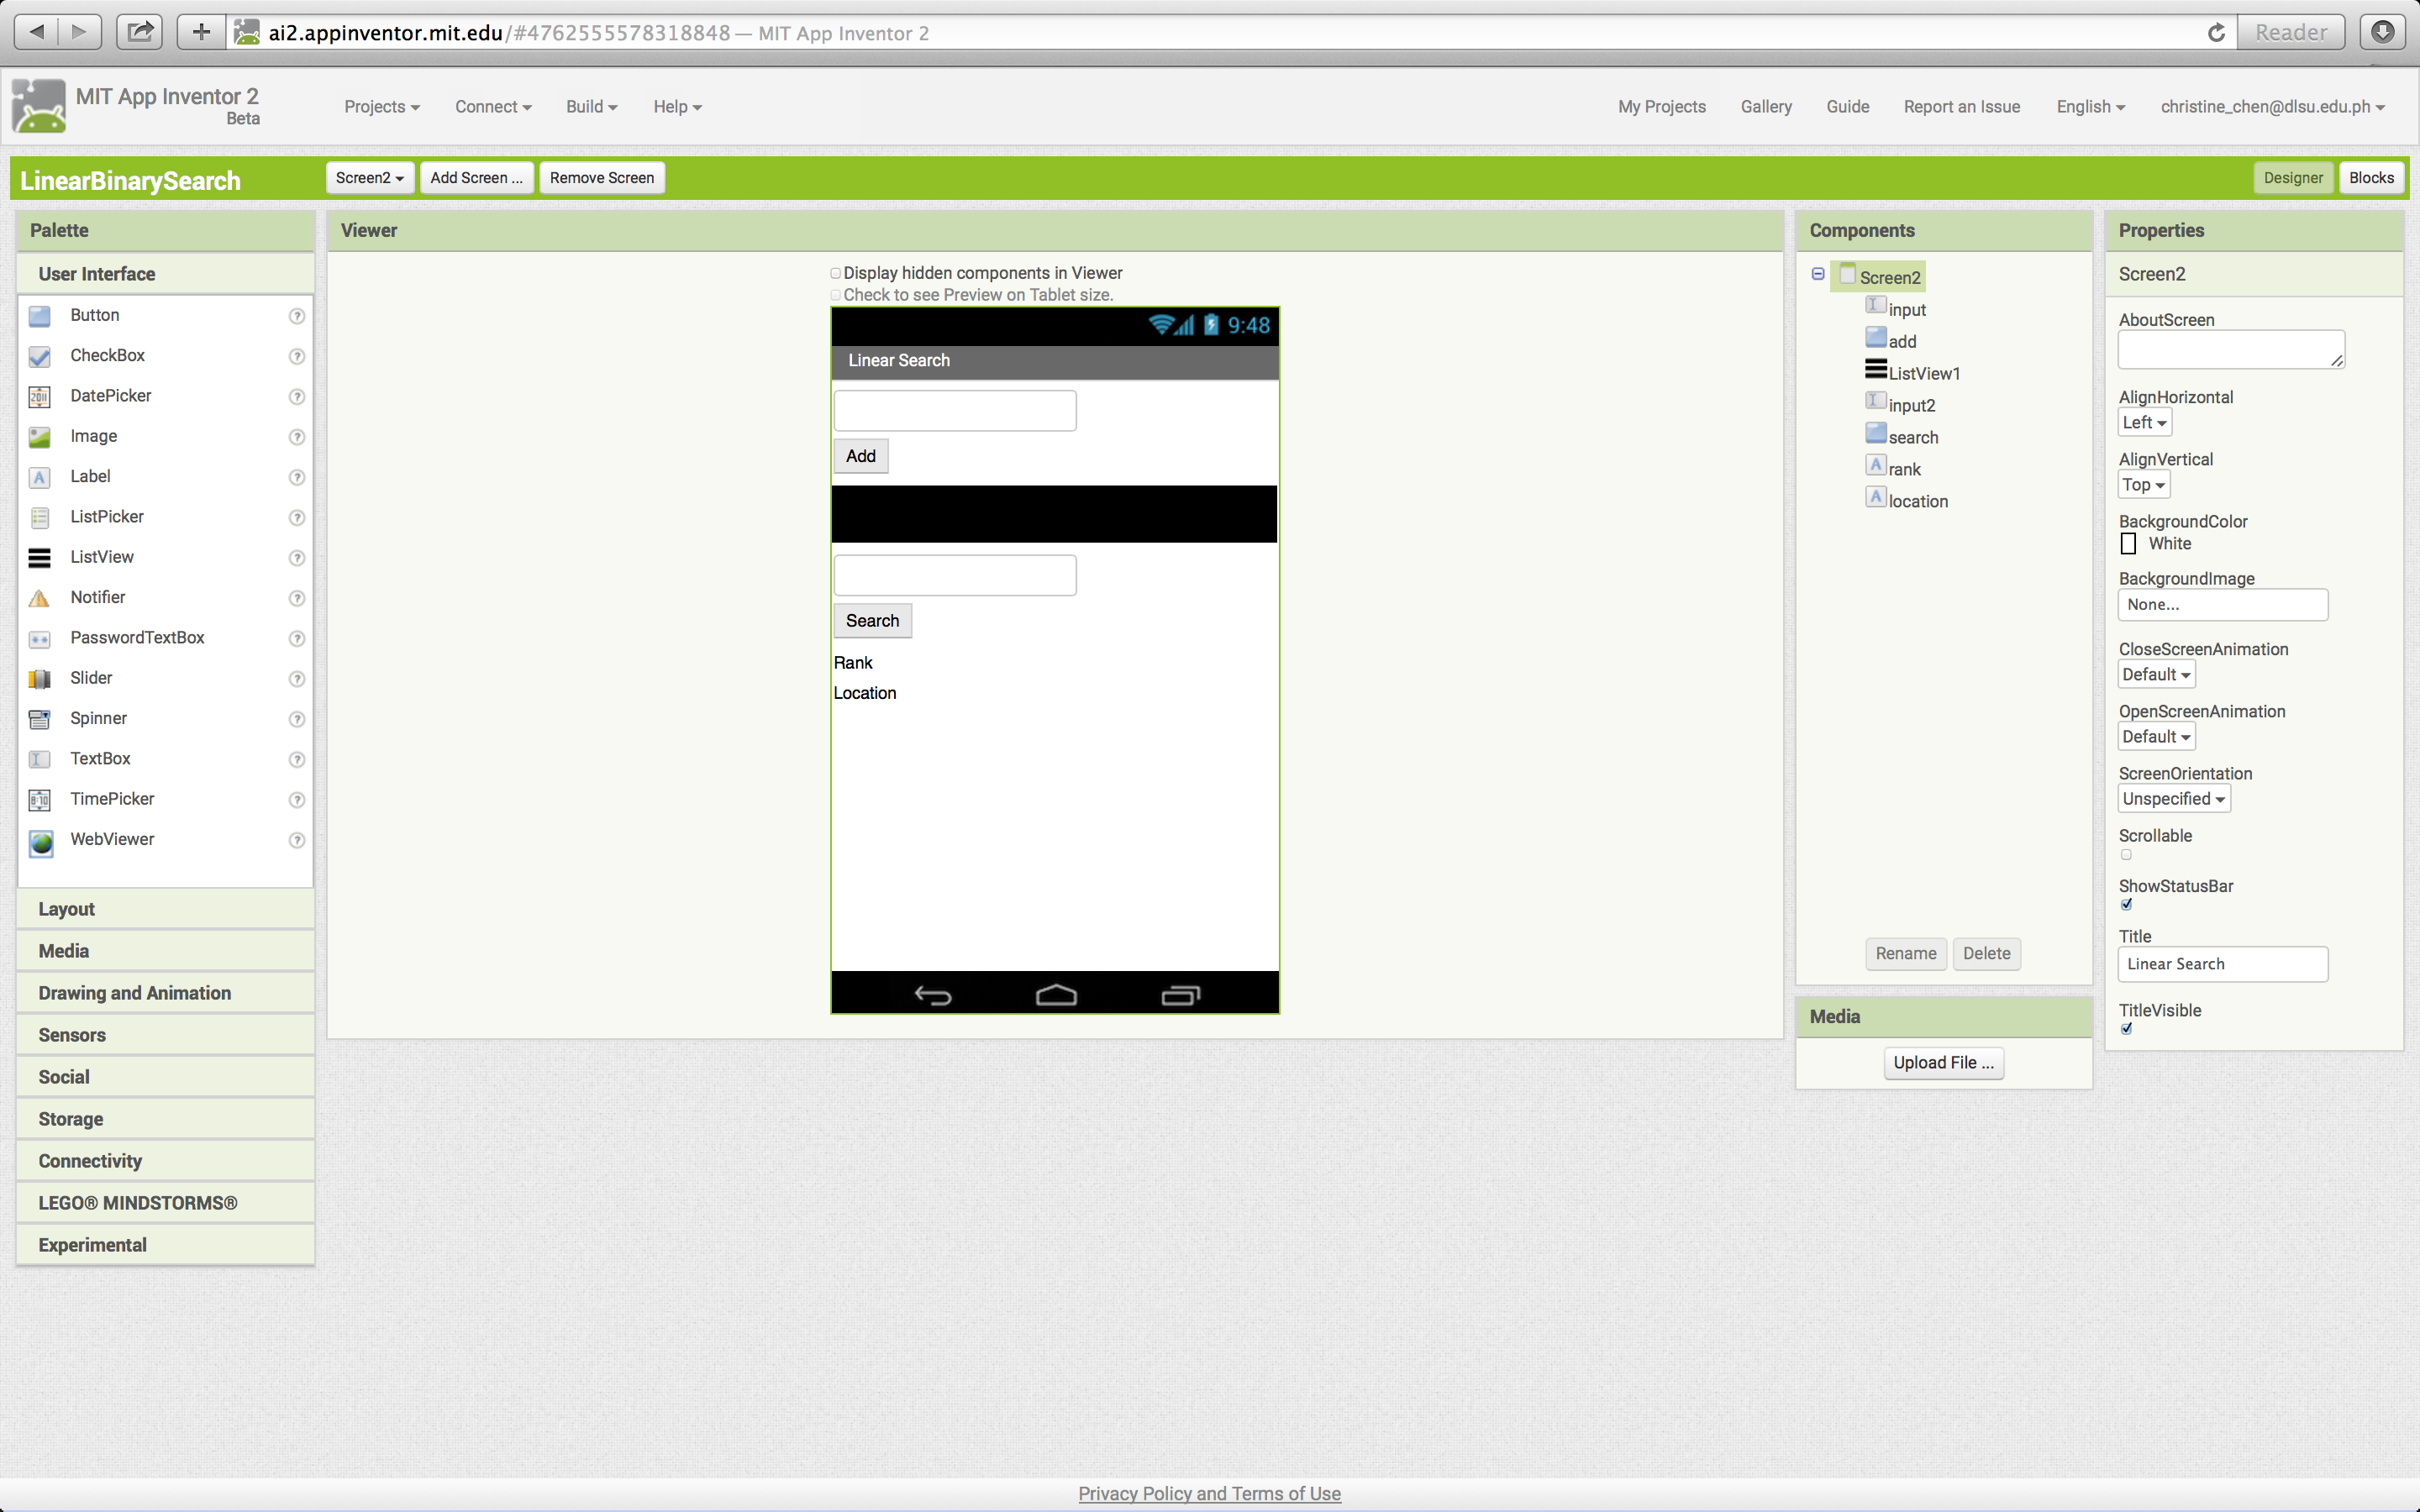 ai2.appinventor.mit.edu/#4762555578318848 — MIT App Inventor 2
Reader
MIT App Inventor 2
Beta
Projects Connect Build Help
My Projects Gallery Guide Report an Issue English christine_chen@dlsu.edu.ph
LinearBinarySearch
Screen2 Add Screen ... Remove Screen
Designer Blocks
Palette
User Interface
Button ?
CheckBox ?
DatePicker ?
Image ?
Label ?
ListPicker ?
ListView ?
Notifier ?
PasswordTextBox ?
Slider ?
Spinner ?
TextBox ?
TimePicker ?
WebViewer ?
Layout
Media
Drawing and Animation
Sensors
Social
Storage
Connectivity
LEGO® MINDSTORMS®
Experimental
Viewer
Display hidden components in Viewer
Check to see Preview on Tablet size.
9:48
Linear Search
Add
Search
Rank
Location
Components
Screen2
input
add
ListView1
input2
search
rank
location
Rename Delete
Media
Upload File ...
Properties
Screen2
AboutScreen
AlignHorizontal
Left
AlignVertical
Top
BackgroundColor
White
BackgroundImage
None...
CloseScreenAnimation
Default
OpenScreenAnimation
Default
ScreenOrientation
Unspecified
Scrollable
ShowStatusBar
Title
Linear Search
TitleVisible
Privacy Policy and Terms of Use